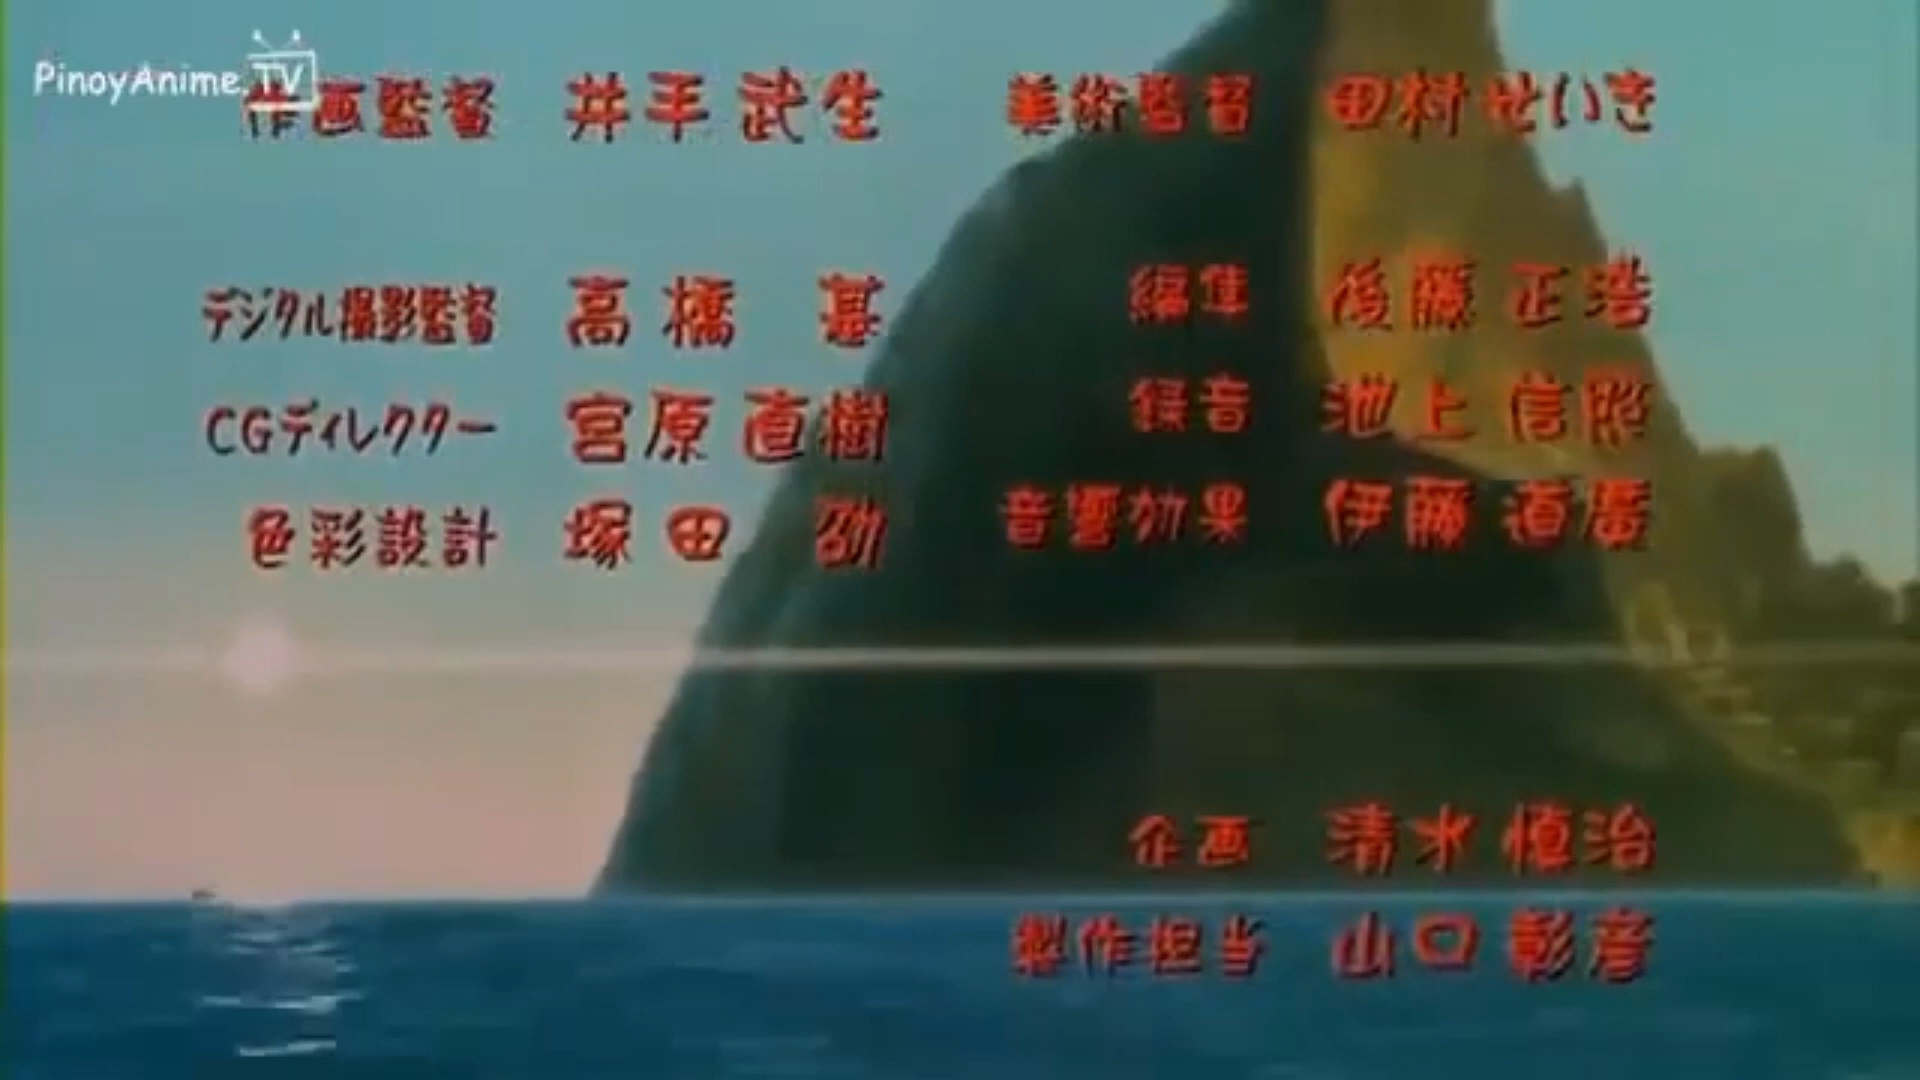 PinoyAnime.TV
作画監督 井手 武生 美術監督 田村 せいき
デジタル撮影監督 高橋 基 編集 後藤 正浩
CGディレクター 宮原 直樹 録音 池上 信照
色彩設計 塚田 劭 音響効果 伊藤 道廣
企画 清水 慎治
製作担当 山口 彰彦